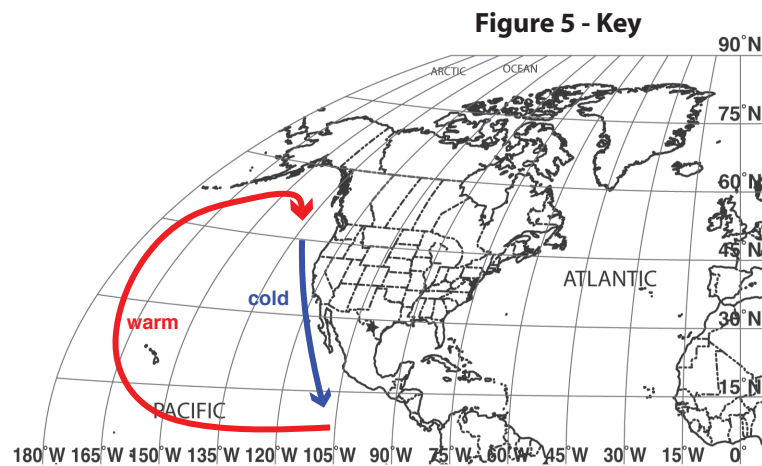 Figure 5 - Key
90°N
ARCTIC OCEAN
75°N
60°N
45°N
ATLANTIC
cold
warm
30°N
15°N
PACIFIC
180°W 165°W 150°W 135°W 120°W 105°W 90°W 75°W 60°W 45°W 30°W 15°W 0°